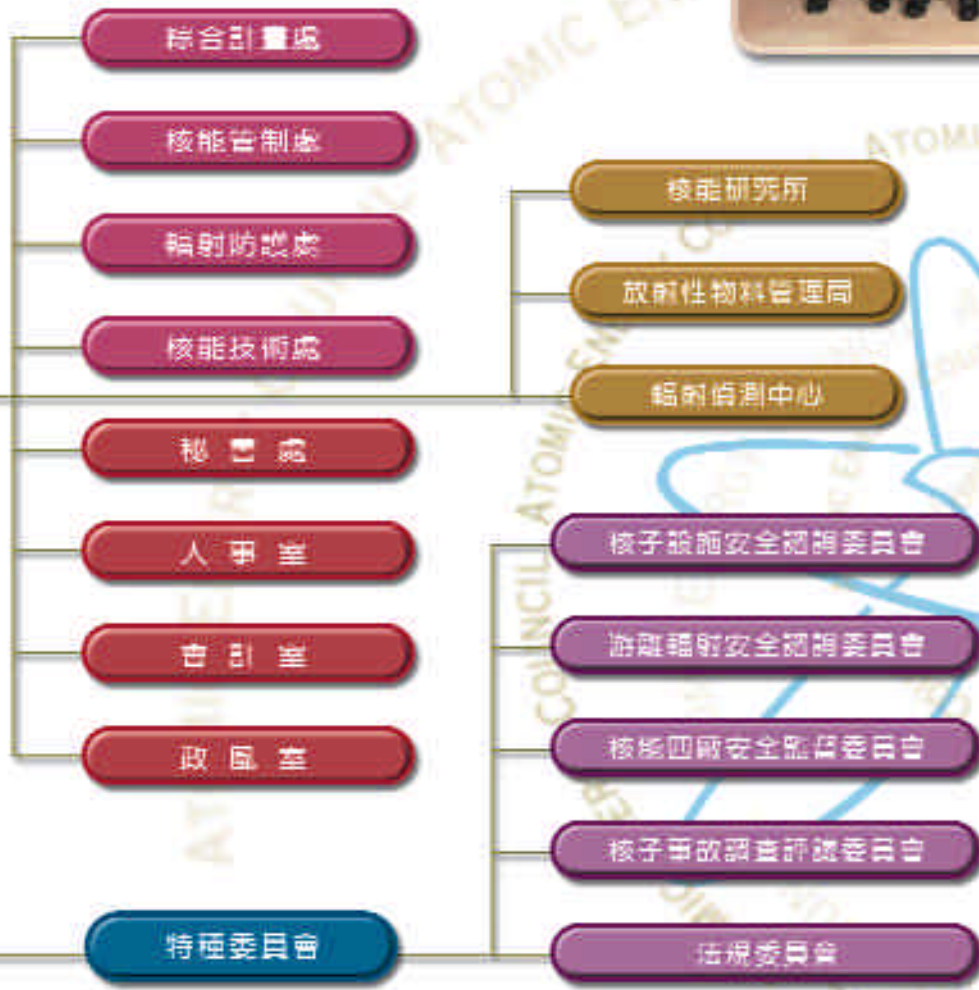 綜合計畫處
核能管制處
輻射防護處
核能技術處
秘書處
人事室
會計室
政風室
特種委員會
核能研究所
放射性物料管理局
輻射偵測中心
核子設施安全諮詢委員會
游離輻射安全諮詢委員會
核能四廠安全監督委員會
核子事故調查評議委員會
法規委員會
ATOMIC
COUNCIL ATOMIC ENERGY